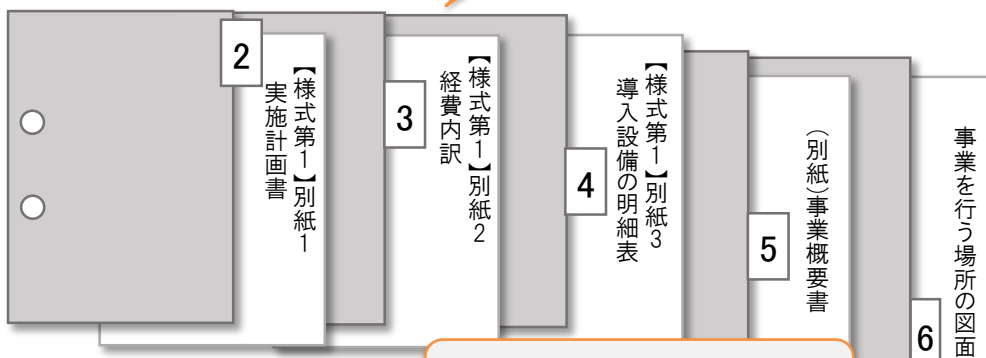 2
【様式第1】別紙1
実施計画書
3
【様式第1】別紙2
経費内訳
4
【様式第1】別紙3
導入設備の明細表
5
(別紙)事業概要書
6
事業を行う場所の図面